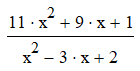 11·x² + 9·x + 1
x² − 3·x + 2